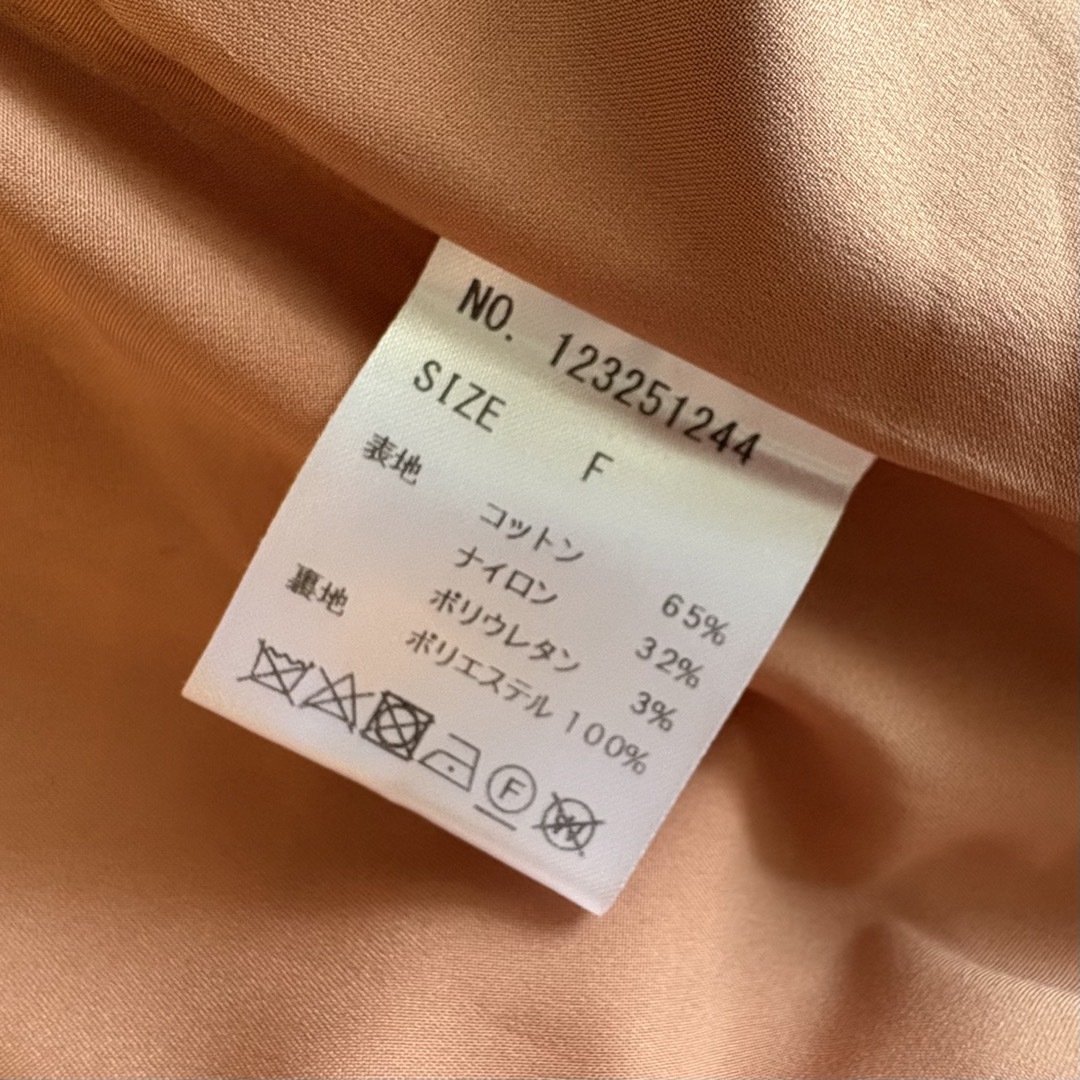 NO. 123251244
SIZE F
表地
コットン 65%
ナイロン 32%
ポリウレタン 3%
裏地 ポリエステル 100%
F
W